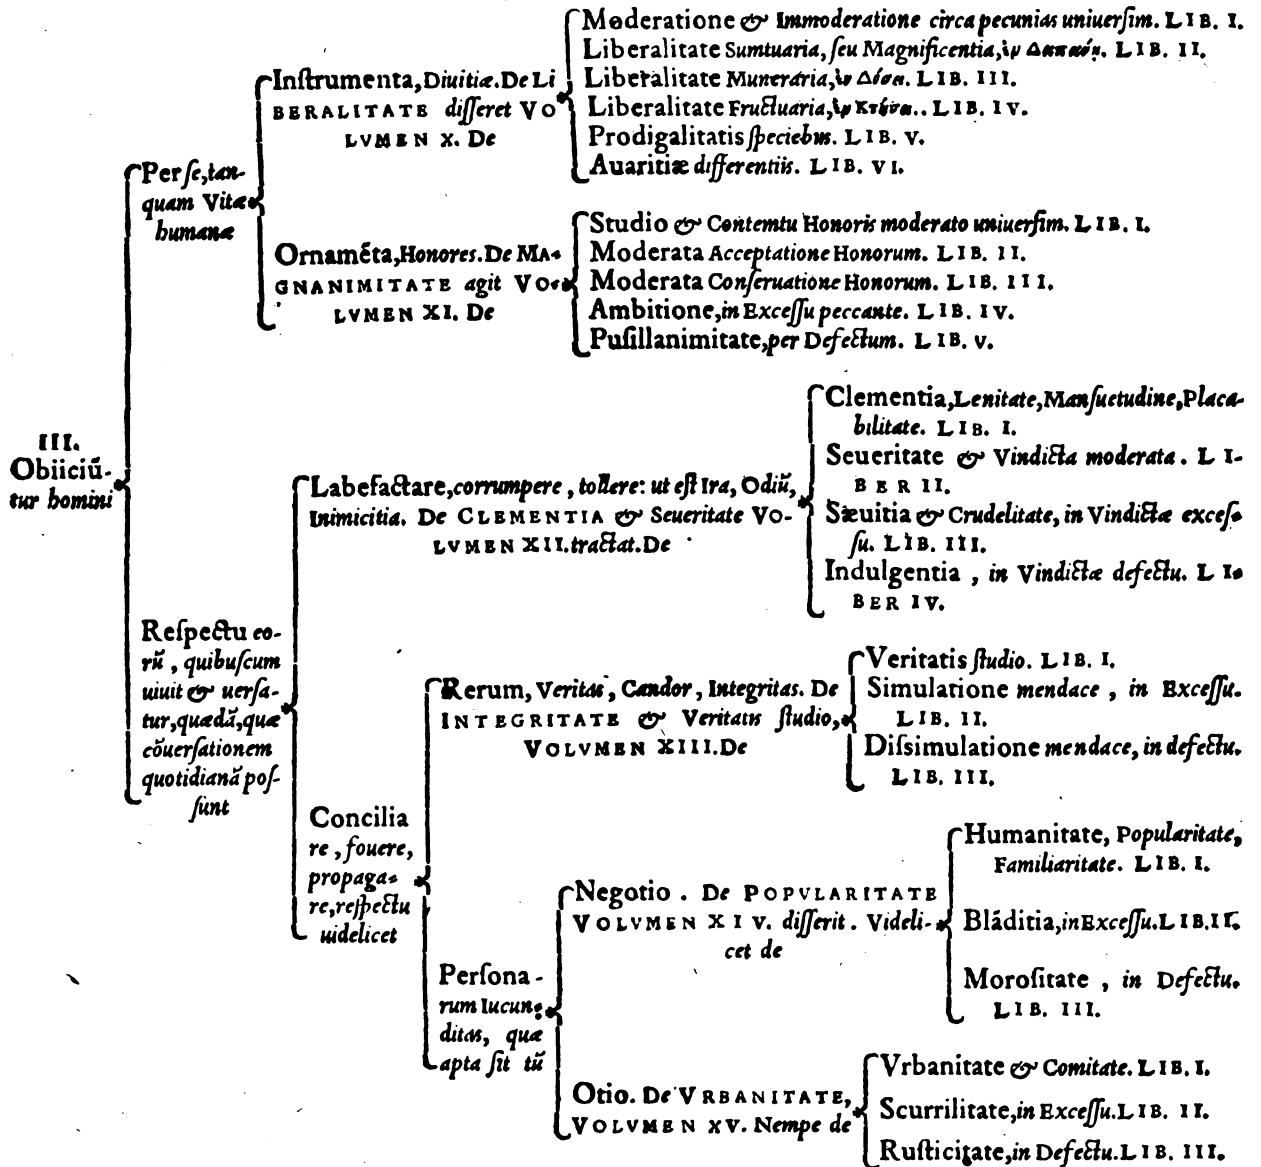 III.
Obiiciũ-
tur homini
Per ſe, tan-
quam Vitæ
humanæ
Inſtrumenta, Diuitiæ. De LI
BERALITATE diſſeret VO
LVMEN X. De
Moderatione & Immoderatione circa pecunias uniuerſim. LIB. I.
Liberalitate Sumtuaria, ſeu Magnificentia, ἐν Δαπάνῃ. LIB. II.
Liberalitate Muneraria, ἐν Δόσει. LIB. III.
Liberalitate Fructuaria, ἐν Κτήσει.. LIB. IV.
Prodigalitatis ſpeciebus. LIB. V.
Auaritiæ differentiis. LIB. VI.
Ornamẽta, Honores. De MA-
GNANIMITATE agit VO-
LVMEN XI. De
Studio & Contemtu Honoris moderato uniuerſim. LIB. I.
Moderata Acceptatione Honorum. LIB. II.
Moderata Conſeruatione Honorum. LIB. III.
Ambitione, in Exceſſu peccante. LIB. IV.
Puſillanimitate, per Defectum. LIB. V.
Reſpectu eo-
rũ, quibuſcum
uiuit & uerſa-
tur, quædã, quæ
cõuerſationem
quotidianã poſ-
ſunt
Labefactare, corrumpere, tollere: ut eſt Ira, Odiũ,
Inimicitia. De CLEMENTIA & Seueritate VO-
LVMEN XII. tractat. De
Clementia, Lenitate, Manſuetudine, Placa-
bilitate. LIB. I.
Seueritate & Vindicta moderata. LI-
BER II.
Sæuitia & Crudelitate, in Vindictæ exceſ-
ſu. LIB. III.
Indulgentia, in Vindictæ defectu. LI-
BER IV.
Concilia
re, fouere,
propaga-
re, reſpectu
uidelicet
Rerum, Veritas, Candor, Integritas. De
INTEGRITATE & Veritatis ſtudio,
VOLVMEN XIII. De
Veritatis ſtudio. LIB. I.
Simulatione mendace, in Exceſſu.
LIB. II.
Diſsimulatione mendace, in defectu.
LIB. III.
Perſona-
rum Iucun-
ditas, quæ
apta ſit tũ
Negotio. De POPVLARITATE
VOLVMEN XIV. differit. Videli-
cet de
Humanitate, Popularitate,
Familiaritate. LIB. I.
Blãditia, in Exceſſu. LIB. II.
Moroſitate, in Defectu.
LIB. III.
Otio. De VRBANITATE,
VOLVMEN XV. Nempe de
Vrbanitate & Comitate. LIB. I.
Scurrilitate, in Exceſſu. LIB. II.
Ruſticitate, in Defectu. LIB. III.